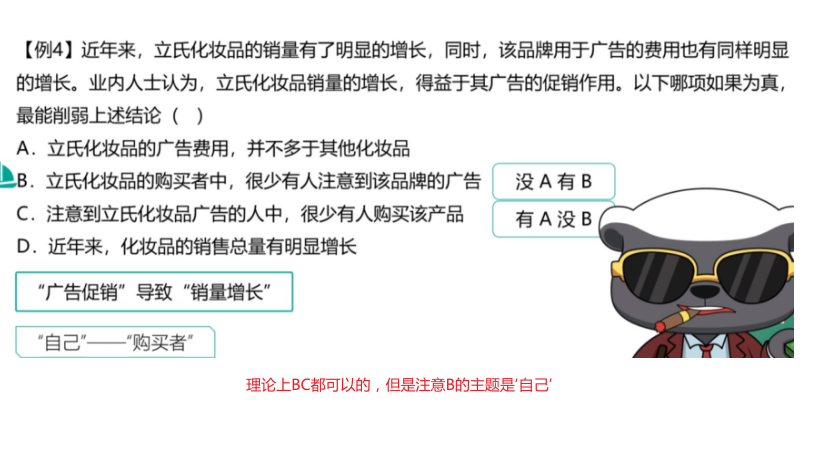 【例4】近年来，立氏化妆品的销量有了明显的增长，同时，该品牌用于广告的费用也有同样明显
的增长。业内人士认为，立氏化妆品销量的增长，得益于其广告的促销作用。以下哪项如果为真，
最能削弱上述结论（ ）
A．立氏化妆品的广告费用，并不多于其他化妆品
B．立氏化妆品的购买者中，很少有人注意到该品牌的广告
没 A 有 B
C．注意到立氏化妆品广告的人中，很少有人购买该产品
有 A 没 B
D．近年来，化妆品的销售总量有明显增长
“广告促销”导致“销量增长”
“自己”——“购买者”
理论上BC都可以的，但是注意B的主题是‘自己’